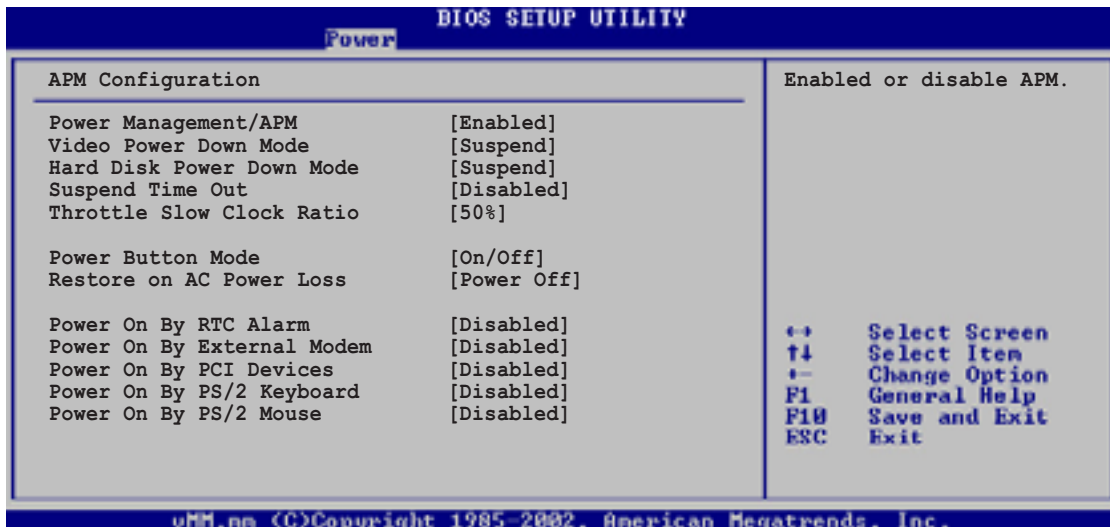 BIOS SETUP UTILITY
Power
APM Configuration
Power Management/APM [Enabled]
Video Power Down Mode [Suspend]
Hard Disk Power Down Mode [Suspend]
Suspend Time Out [Disabled]
Throttle Slow Clock Ratio [50%]
Power Button Mode [On/Off]
Restore on AC Power Loss [Power Off]
Power On By RTC Alarm [Disabled]
Power On By External Modem [Disabled]
Power On By PCI Devices [Disabled]
Power On By PS/2 Keyboard [Disabled]
Power On By PS/2 Mouse [Disabled]
Enabled or disable APM.
↔ Select Screen
↑↓ Select Item
+- Change Option
F1 General Help
F10 Save and Exit
ESC Exit
vMM.mm (C)Copyright 1985-2002, American Megatrends, Inc.